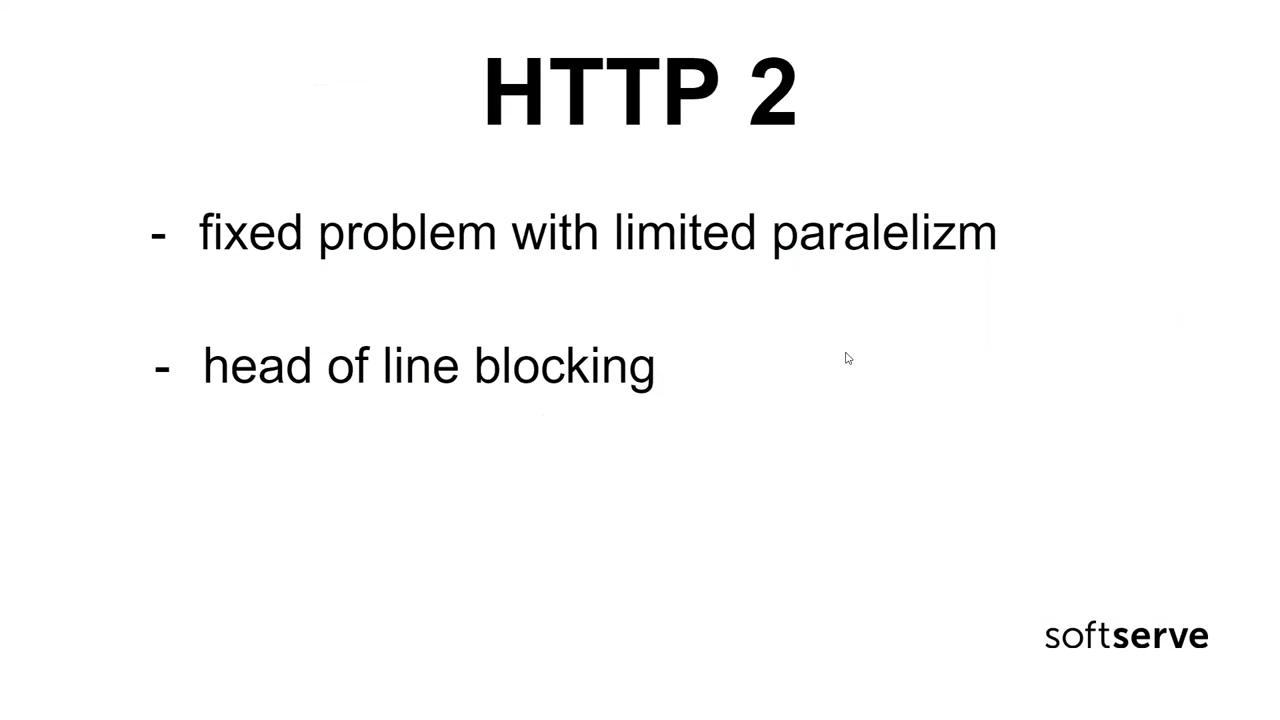 HTTP 2
- fixed problem with limited paralelizm
- head of line blocking
softserve